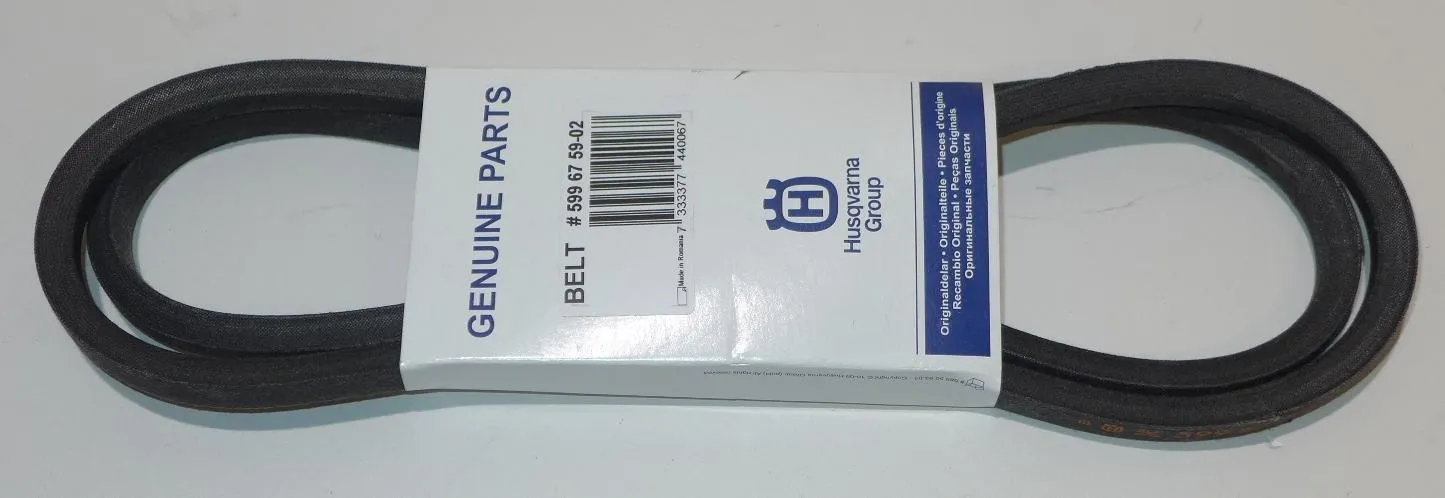 GENUINE PARTS
BELT # 599 67 59-02
7 333377 440067
Made in Romania
H
Husqvarna
Group
Originaldelar • Originalteile • Pieces d'origine
Recambio Original • Peças Originais
Оригинальные запчасти